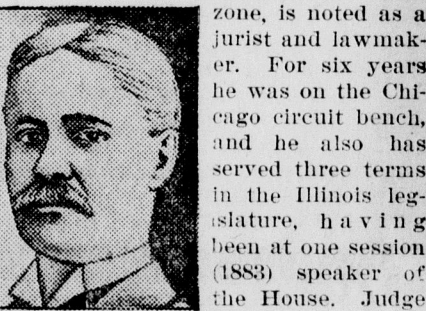 zone, is noted as a
jurist and lawmak-
er. For six years
he was on the Chi-
cago circuit bench,
and he also has
served three terms
in the Illinois leg-
islature, having
been at one session
(1883) speaker of
the House. Judge